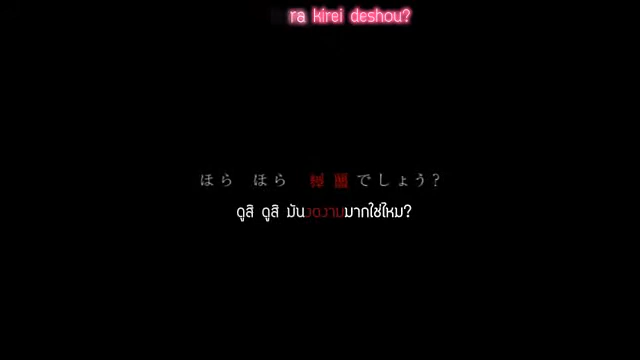 ra kirei deshou?
ほら ほら 綺麗でしょう?
ดูสิ ดูสิ มันงดงามมากใช่ไหม?